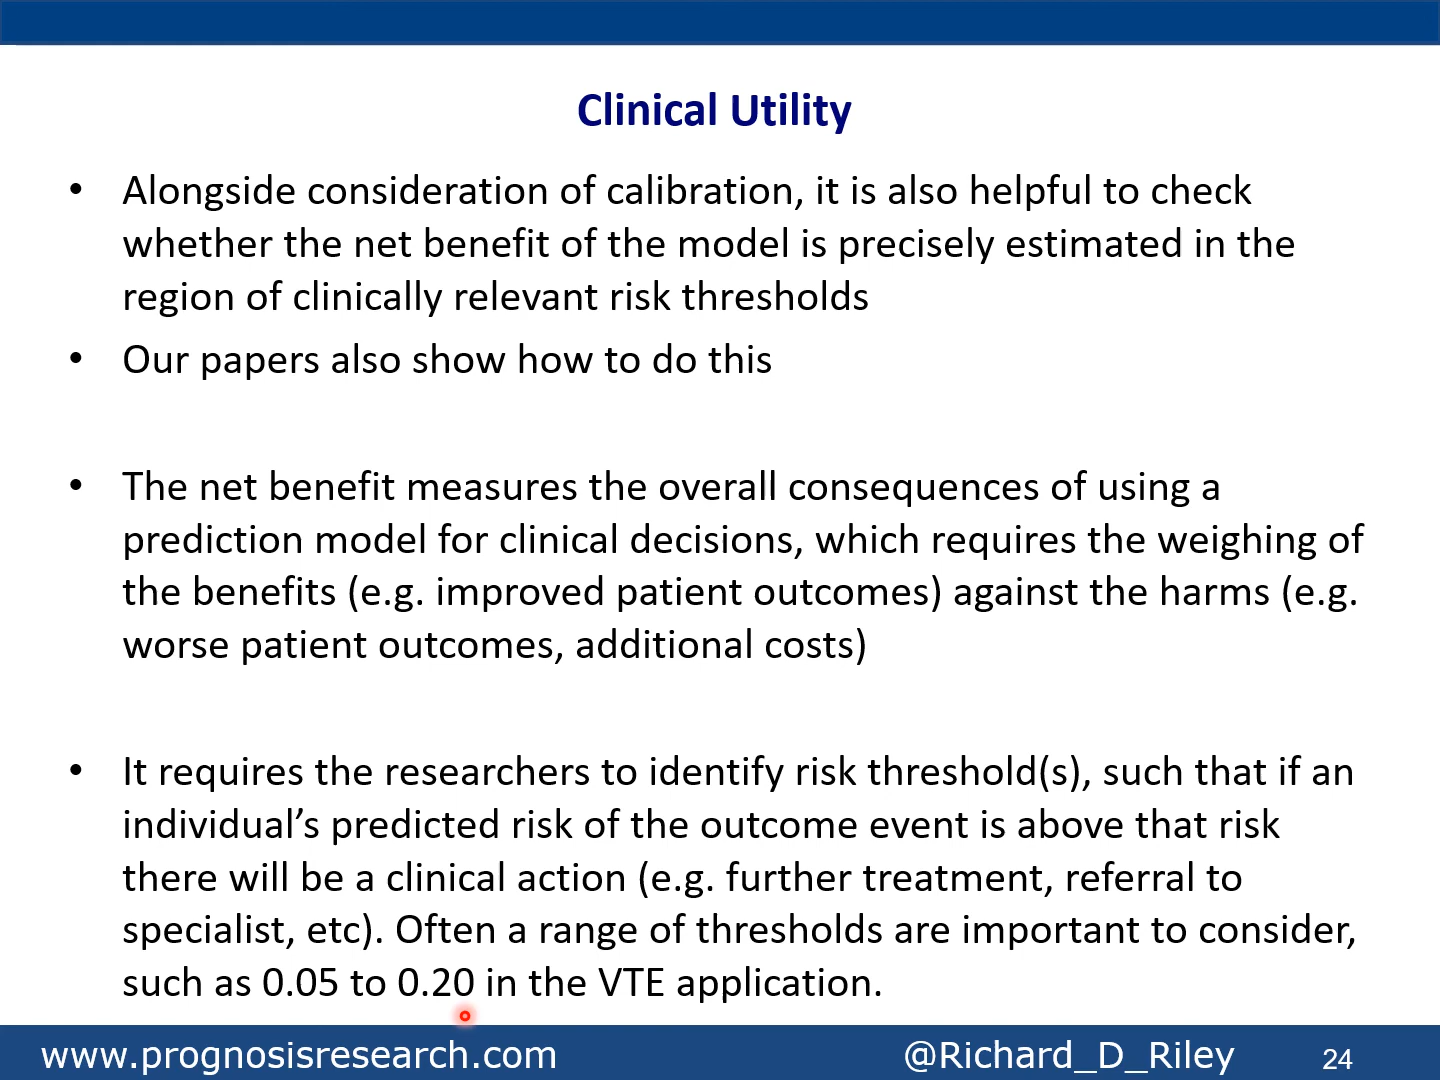 Clinical Utility
• Alongside consideration of calibration, it is also helpful to check
whether the net benefit of the model is precisely estimated in the
region of clinically relevant risk thresholds
• Our papers also show how to do this
• The net benefit measures the overall consequences of using a
prediction model for clinical decisions, which requires the weighing of
the benefits (e.g. improved patient outcomes) against the harms (e.g.
worse patient outcomes, additional costs)
• It requires the researchers to identify risk threshold(s), such that if an
individual’s predicted risk of the outcome event is above that risk
there will be a clinical action (e.g. further treatment, referral to
specialist, etc). Often a range of thresholds are important to consider,
such as 0.05 to 0.20 in the VTE application.
www.prognosisresearch.com @Richard_D_Riley 24